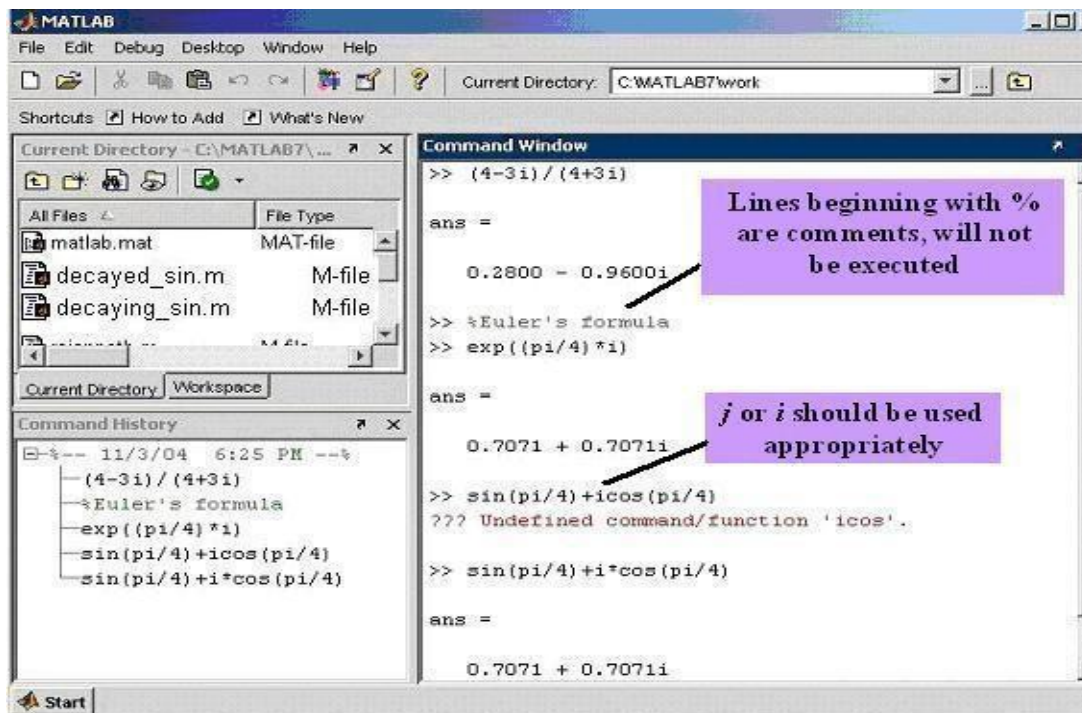 MATLAB
File Edit Debug Desktop Window Help
Current Directory: C:\MATLAB7\work
...
Shortcuts How to Add What's New
Current Directory - C:\MATLAB7\ ...
All Files File Type
matlab.mat MAT-file
decayed_sin.m M-file
decaying_sin.m M-file
Current Directory Workspace
Command History
%-- 11/3/04 6:25 PM --%
(4-3i)/(4+3i)
%Euler's formula
exp((pi/4)*i)
sin(pi/4)+icos(pi/4)
sin(pi/4)+i*cos(pi/4)
Command Window
>> (4-3i)/(4+3i)
ans =
0.2800 - 0.9600i
>> %Euler's formula
>> exp((pi/4)*i)
ans =
0.7071 + 0.7071i
>> sin(pi/4)+icos(pi/4)
??? Undefined command/function 'icos'.
>> sin(pi/4)+i*cos(pi/4)
ans =
0.7071 + 0.7071i
Lines beginning with %
are comments, will not
be executed
j or i should be used
appropriately
Start